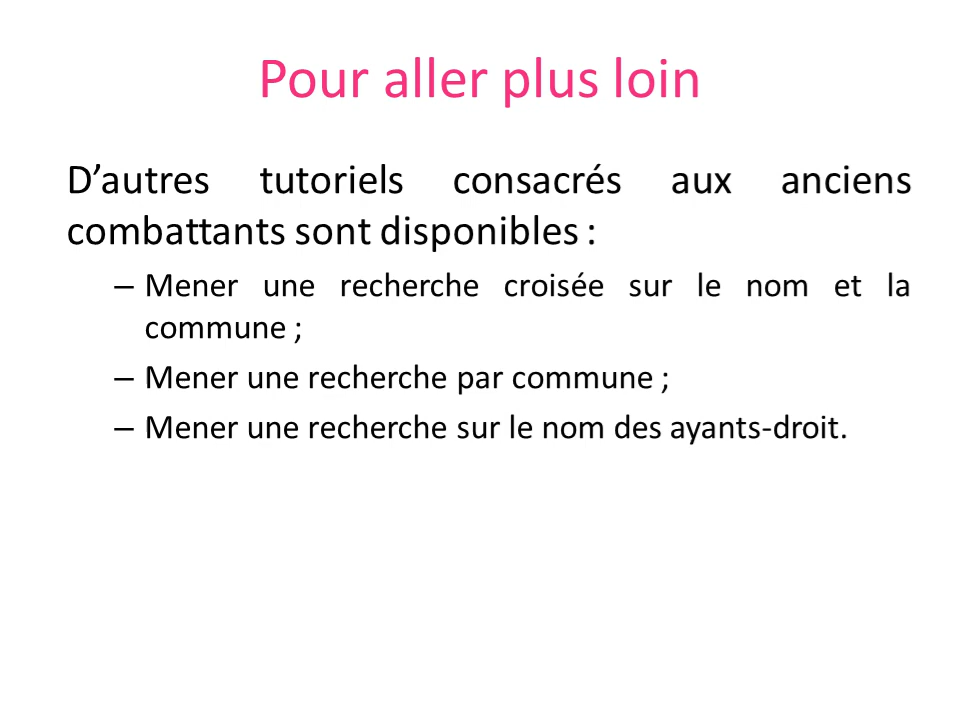 Pour aller plus loin
D’autres tutoriels consacrés aux anciens
combattants sont disponibles :
– Mener une recherche croisée sur le nom et la
commune ;
– Mener une recherche par commune ;
– Mener une recherche sur le nom des ayants-droit.